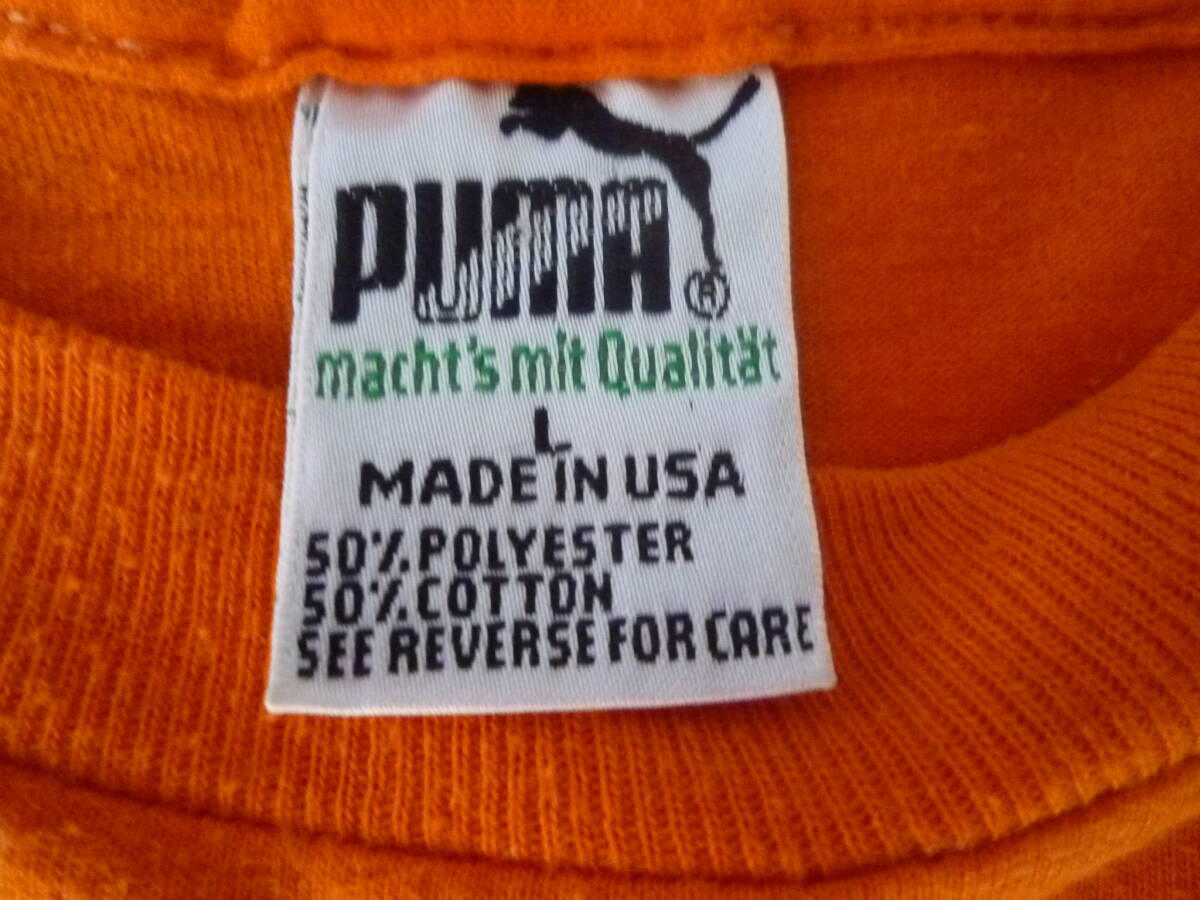 PUMA®
macht's mit Qualität
L
MADE IN USA
50% POLYESTER
50% COTTON
SEE REVERSE FOR CARE